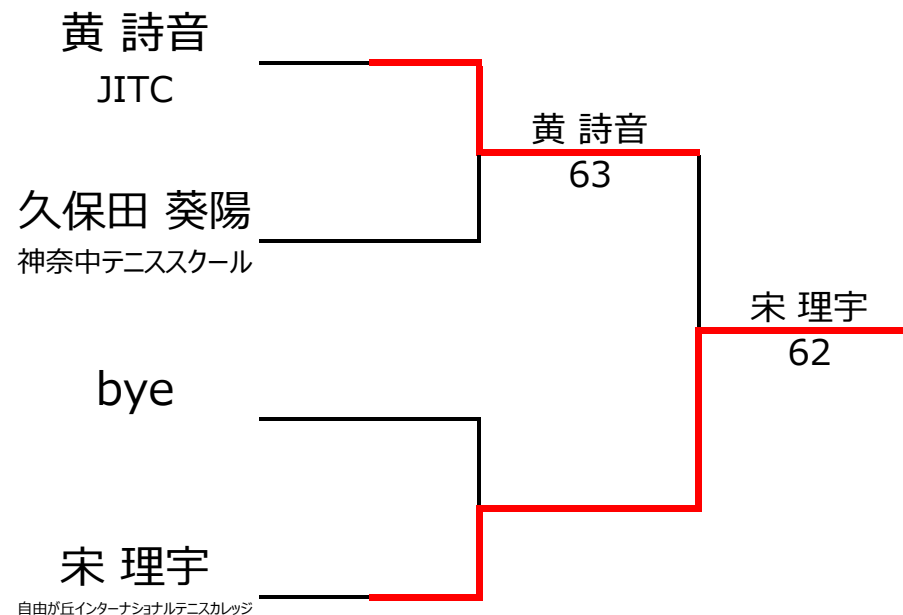 黄 詩音
JITC
久保田 葵陽
神奈中テニススクール
bye
宋 理宇
自由が丘インターナショナルテニスカレッジ
黄 詩音
63
宋 理宇
62